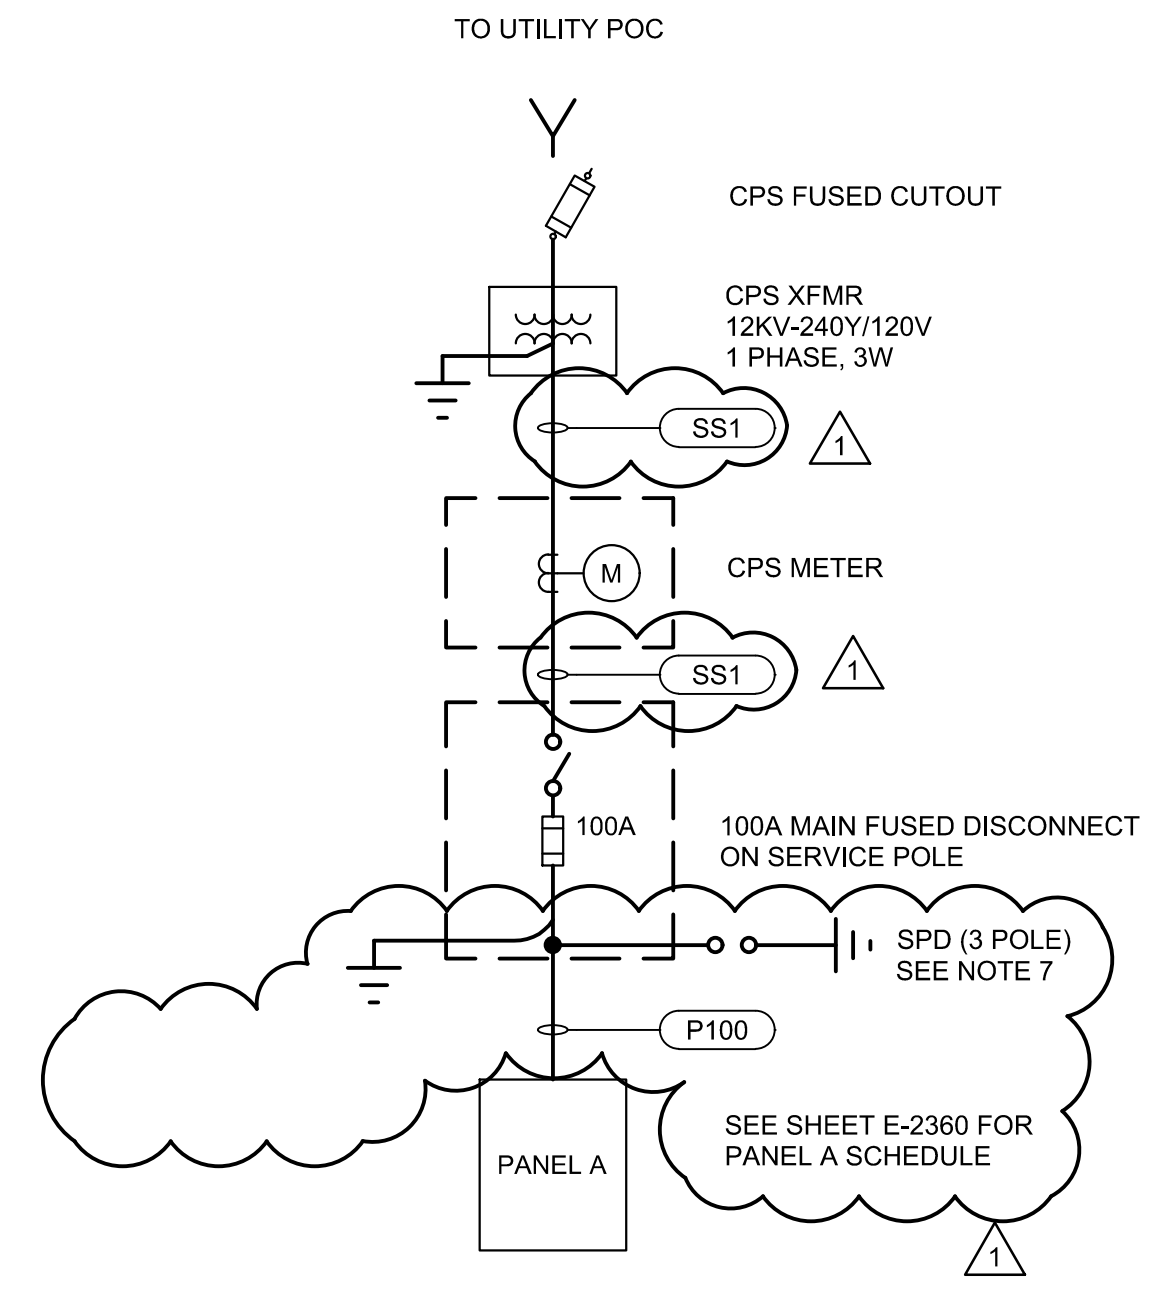 TO UTILITY POC
CPS FUSED CUTOUT
CPS XFMR
12KV-240Y/120V
1 PHASE, 3W
SS1
1
M
CPS METER
SS1
1
100A
100A MAIN FUSED DISCONNECT
ON SERVICE POLE
SPD (3 POLE)
SEE NOTE 7
P100
SEE SHEET E-2360 FOR
PANEL A SCHEDULE
PANEL A
1